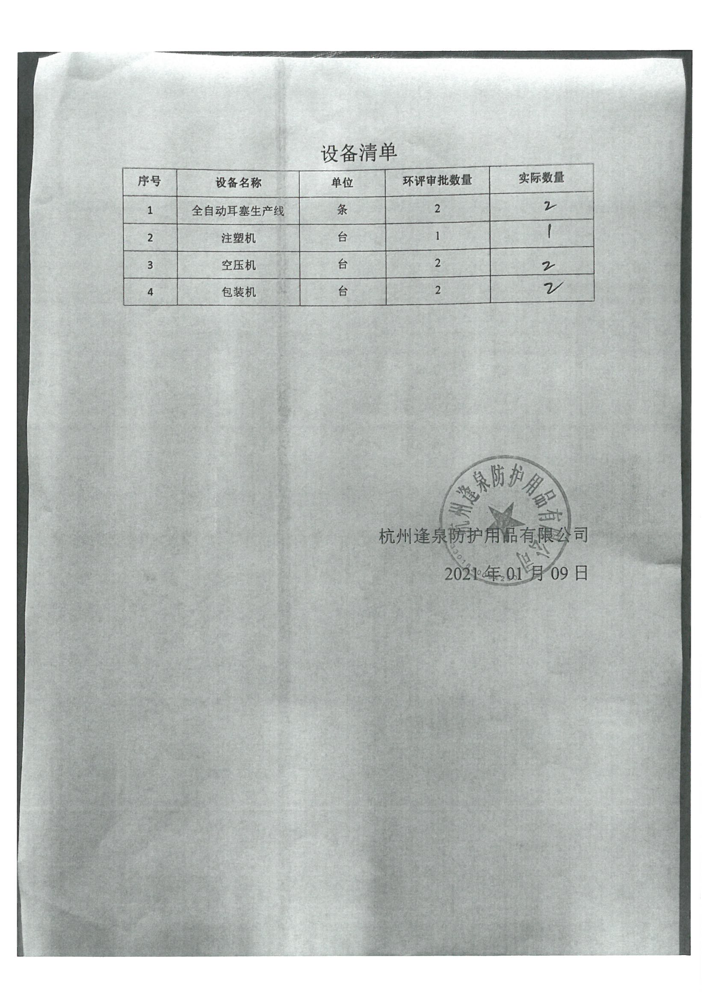 设备清单
序号 设备名称 单位 环评审批数量 实际数量
1 全自动耳塞生产线 条 2 2
2 注塑机 台 1 1
3 空压机 台 2 2
4 包装机 台 2 2
杭州逢泉防护用品有限公司
杭州逢泉防护用品有限公司
2021 年 01 月 09 日